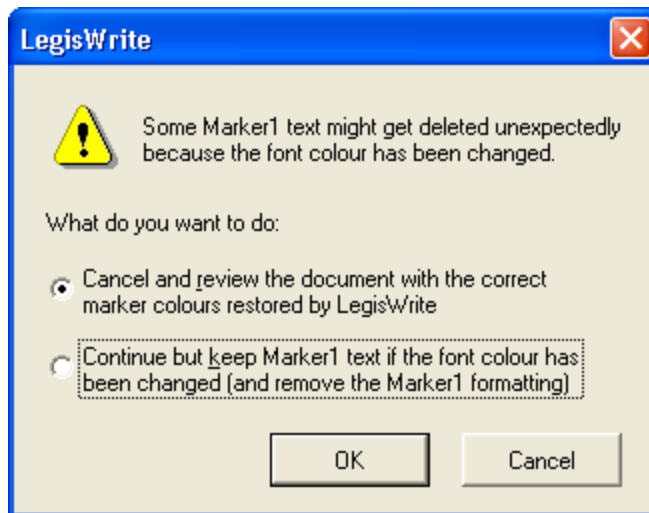 LegisWrite
Some Marker1 text might get deleted unexpectedly
because the font colour has been changed.
What do you want to do:
Cancel and review the document with the correct
marker colours restored by LegisWrite
Continue but keep Marker1 text if the font colour has
been changed (and remove the Marker1 formatting)
OK
Cancel